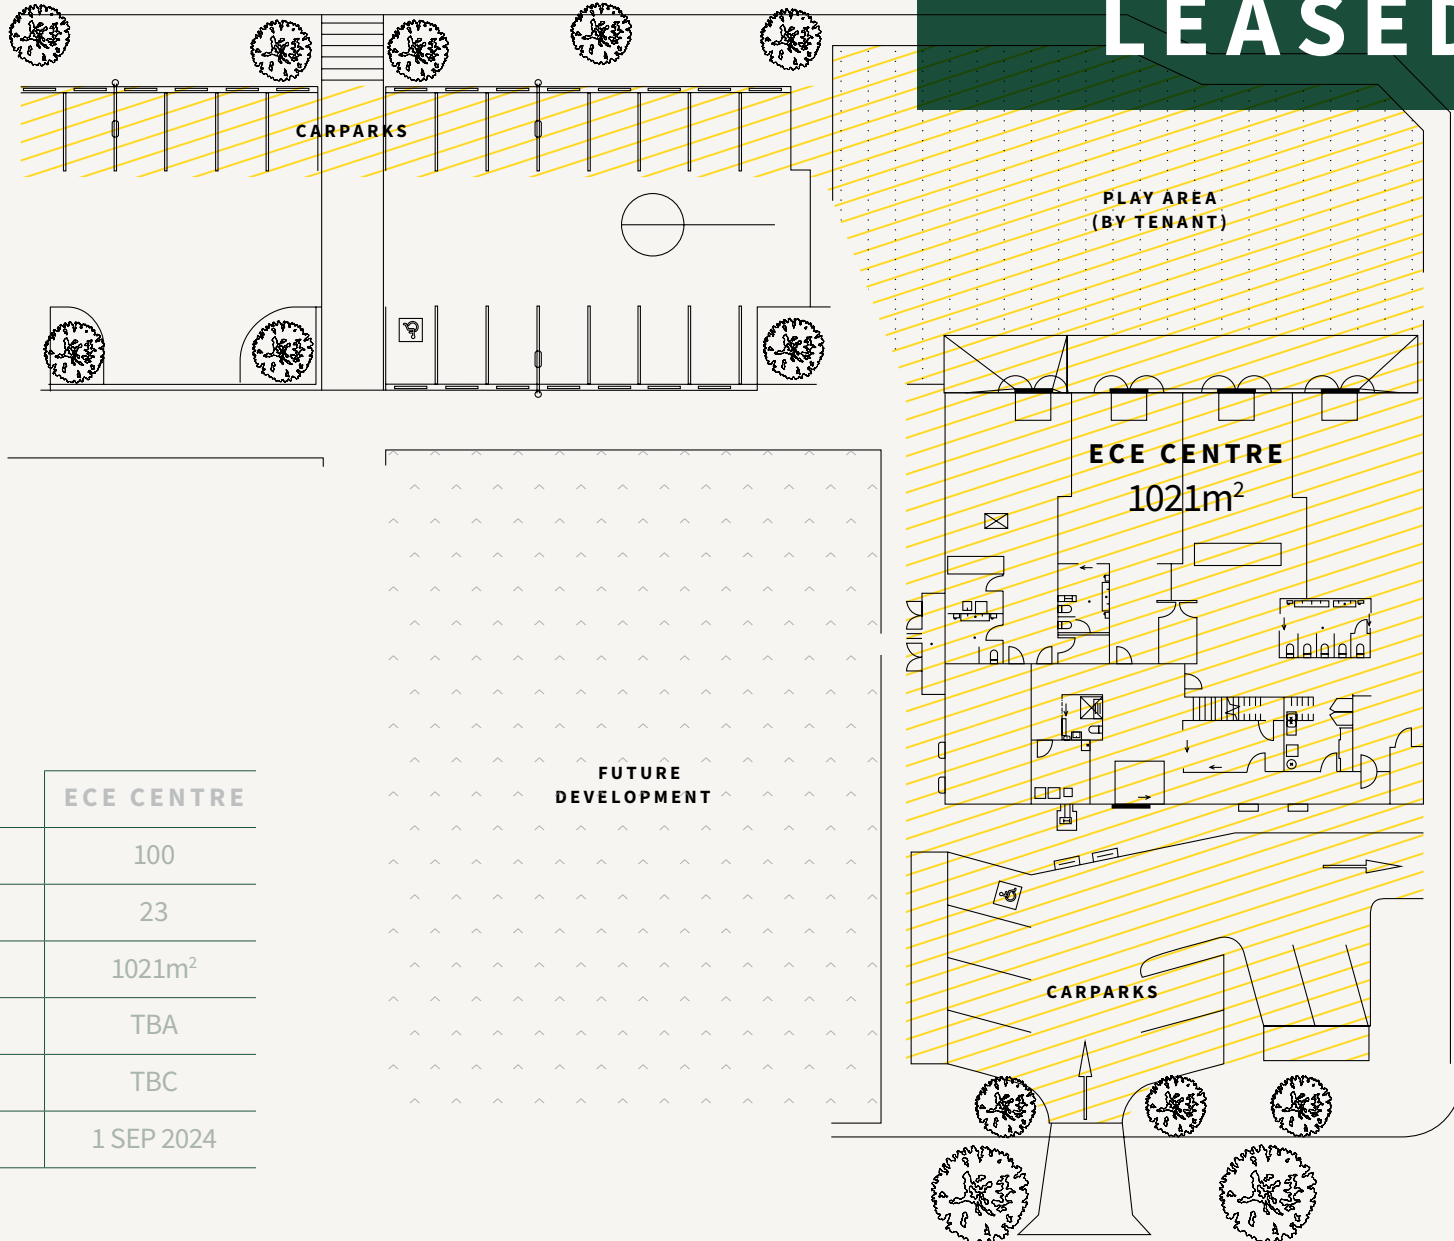 LEASED
CARPARKS
PLAY AREA
(BY TENANT)
ECE CENTRE
1021m²
FUTURE
DEVELOPMENT
ECE CENTRE
100
23
1021m²
TBA
TBC
1 SEP 2024
CARPARKS